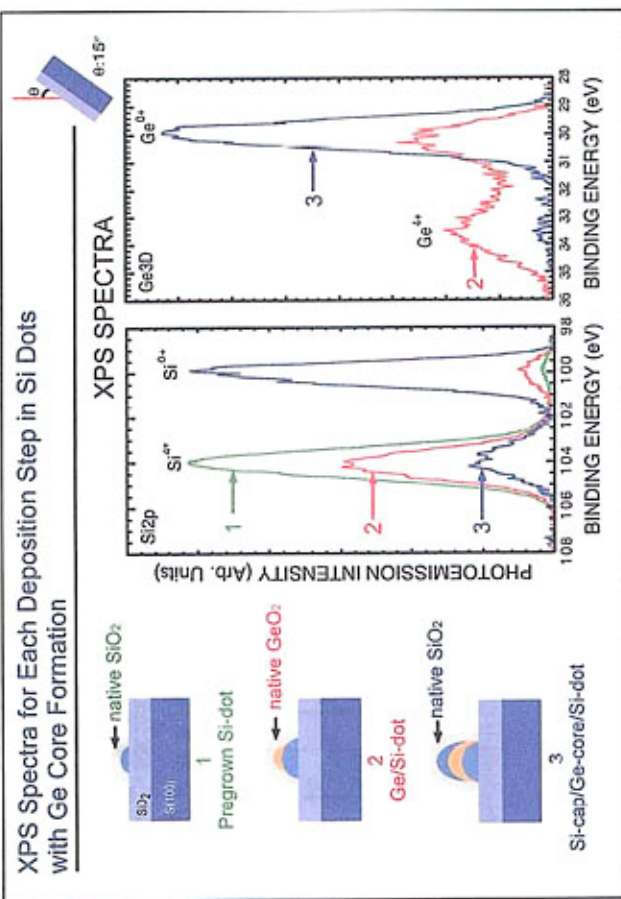 XPS Spectra for Each Deposition Step in Si Dots
with Ge Core Formation
θ
θ:15°
native SiO₂
SiO₂
Si(100)
1
Pregrown Si-dot
native GeO₂
2
Ge/Si-dot
native SiO₂
3
Si-cap/Ge-core/Si-dot
XPS SPECTRA
PHOTOEMISSION INTENSITY (Arb. Units)
Si2p
Si⁴⁺
Si⁰⁺
1
2
3
108 106 104 102 100 98
BINDING ENERGY (eV)
Ge3D
Ge⁰⁺
3
Ge⁴⁺
2
36 35 34 33 32 31 30 29 28
BINDING ENERGY (eV)